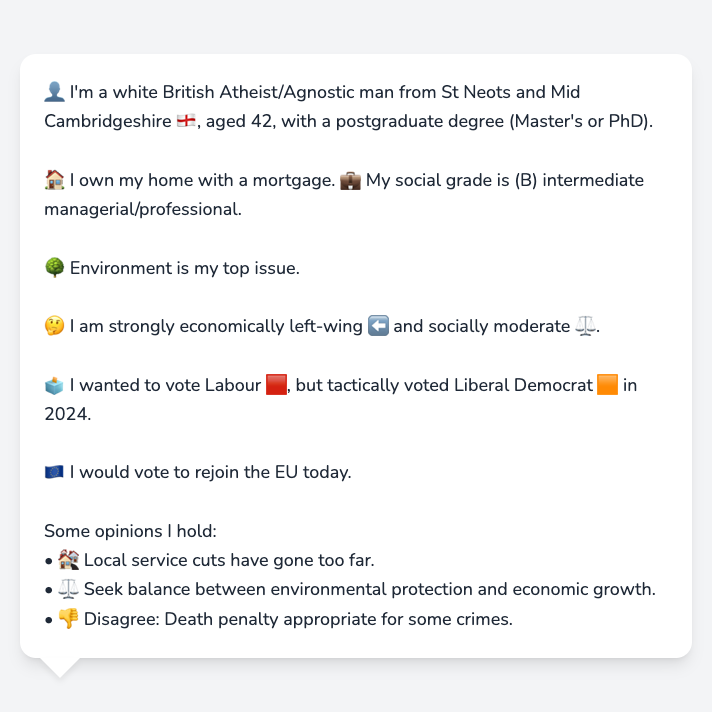 👤 I'm a white British Atheist/Agnostic man from St Neots and Mid
Cambridgeshire 🏴󠁧󠁢󠁥󠁮󠁧󠁿, aged 42, with a postgraduate degree (Master's or PhD).
🏠 I own my home with a mortgage. 💼 My social grade is (B) intermediate
managerial/professional.
🌳 Environment is my top issue.
🤔 I am strongly economically left-wing ⬅️ and socially moderate ⚖️.
🗳️ I wanted to vote Labour 🟥, but tactically voted Liberal Democrat 🟧 in
2024.
🇪🇺 I would vote to rejoin the EU today.
Some opinions I hold:
• 🏚️ Local service cuts have gone too far.
• ⚖️ Seek balance between environmental protection and economic growth.
• 👎 Disagree: Death penalty appropriate for some crimes.